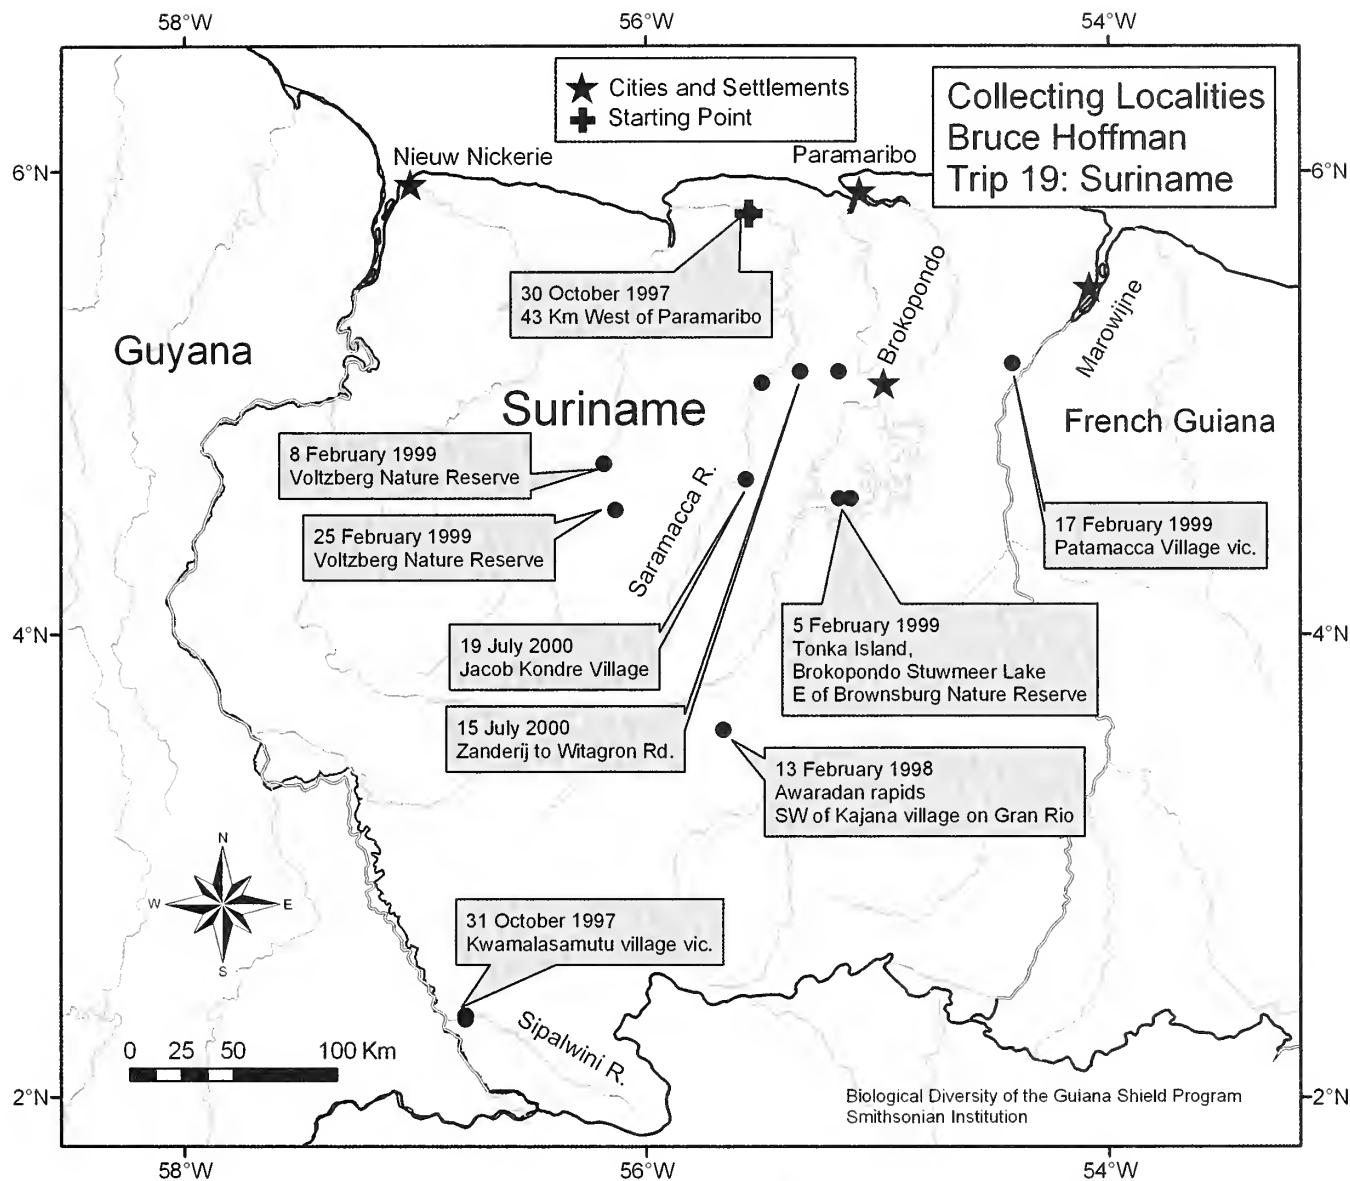 58°W
56°W
54°W
Cities and Settlements
Starting Point
Collecting Localities
Bruce Hoffman
Trip 19: Suriname
6°N
6°N
Nieuw Nickerie
Paramaribo
30 October 1997
43 Km West of Paramaribo
Brokopondo
Marowijne
Guyana
Suriname
French Guiana
8 February 1999
Voltzberg Nature Reserve
25 February 1999
Voltzberg Nature Reserve
Saramacca R.
17 February 1999
Patamacca Village vic.
4°N
4°N
19 July 2000
Jacob Kondre Village
5 February 1999
Tonka Island,
Brokopondo Stuwmeer Lake
E of Brownsburg Nature Reserve
15 July 2000
Zanderij to Witagron Rd.
13 February 1998
Awaradan rapids
SW of Kajana village on Gran Rio
N
W
E
S
31 October 1997
Kwamalasamutu village vic.
Sipalwini R.
0 25 50 100 Km
2°N
2°N
Biological Diversity of the Guiana Shield Program
Smithsonian Institution
58°W
56°W
54°W